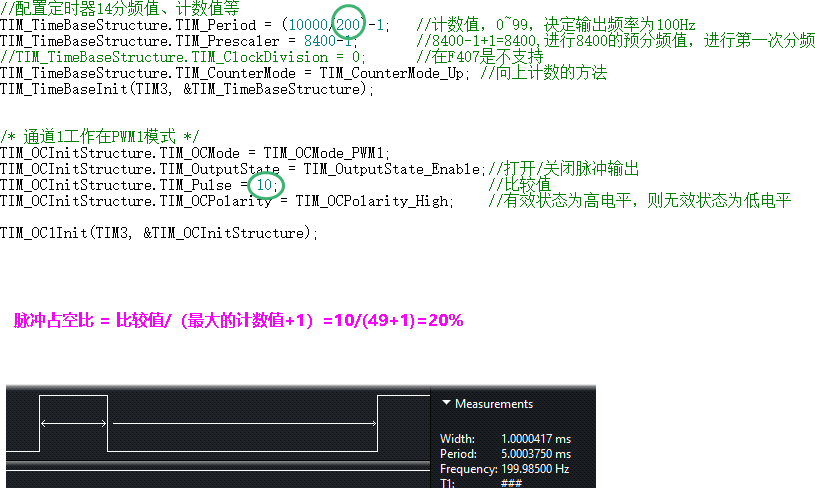 //配置定时器14分频值、计数值等
TIM_TimeBaseStructure.TIM_Period = (10000/200)-1; //计数值，0~99，决定输出频率为100Hz
TIM_TimeBaseStructure.TIM_Prescaler = 8400-1; //8400-1+1=8400,进行8400的预分频值，进行第一次分频
//TIM_TimeBaseStructure.TIM_ClockDivision = 0; //在F407是不支持
TIM_TimeBaseStructure.TIM_CounterMode = TIM_CounterMode_Up; //向上计数的方法
TIM_TimeBaseInit(TIM3, &TIM_TimeBaseStructure);
/* 通道1工作在PWM1模式 */
TIM_OCInitStructure.TIM_OCMode = TIM_OCMode_PWM1;
TIM_OCInitStructure.TIM_OutputState = TIM_OutputState_Enable;//打开/关闭脉冲输出
TIM_OCInitStructure.TIM_Pulse = 10; //比较值
TIM_OCInitStructure.TIM_OCPolarity = TIM_OCPolarity_High; //有效状态为高电平，则无效状态为低电平
TIM_OC1Init(TIM3, &TIM_OCInitStructure);
脉冲占空比 = 比较值/（最大的计数值+1）=10/(49+1)=20%
Measurements
Width: 1.0000417 ms
Period: 5.0003750 ms
Frequency: 199.98500 Hz
T1: ###